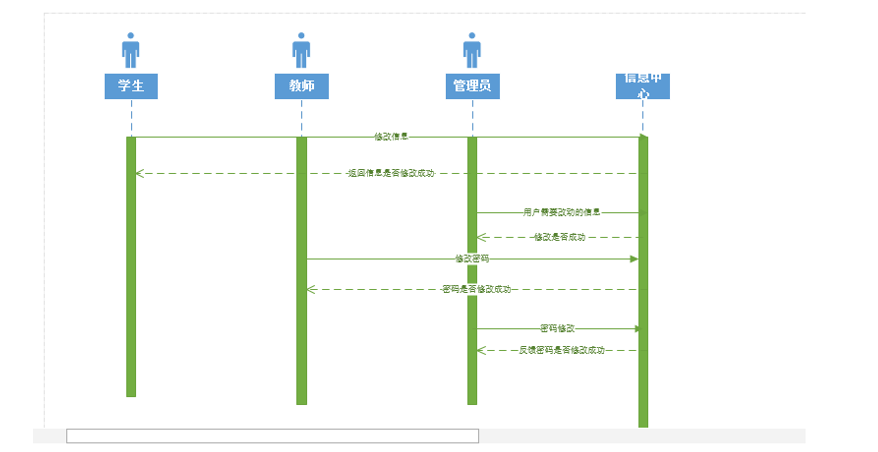 学生
教师
管理员
信息中
心
修改信息
返回信息是否修改成功
用户需要改动的信息
修改是否成功
修改密码
密码是否修改成功
密码修改
反馈密码是否修改成功